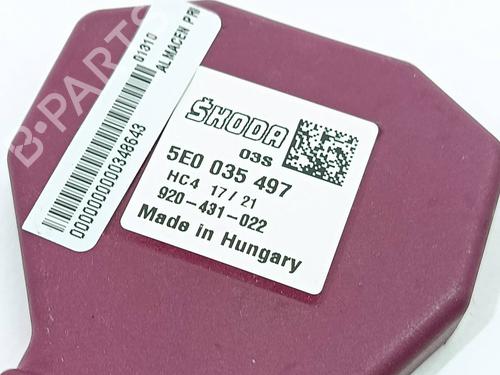 01310
ALMACEN PRI
0000000000348643
B-PARTS
ŠKODA
03S
5E0 035 497
HC4 17/21
920-431-022
Made in Hungary